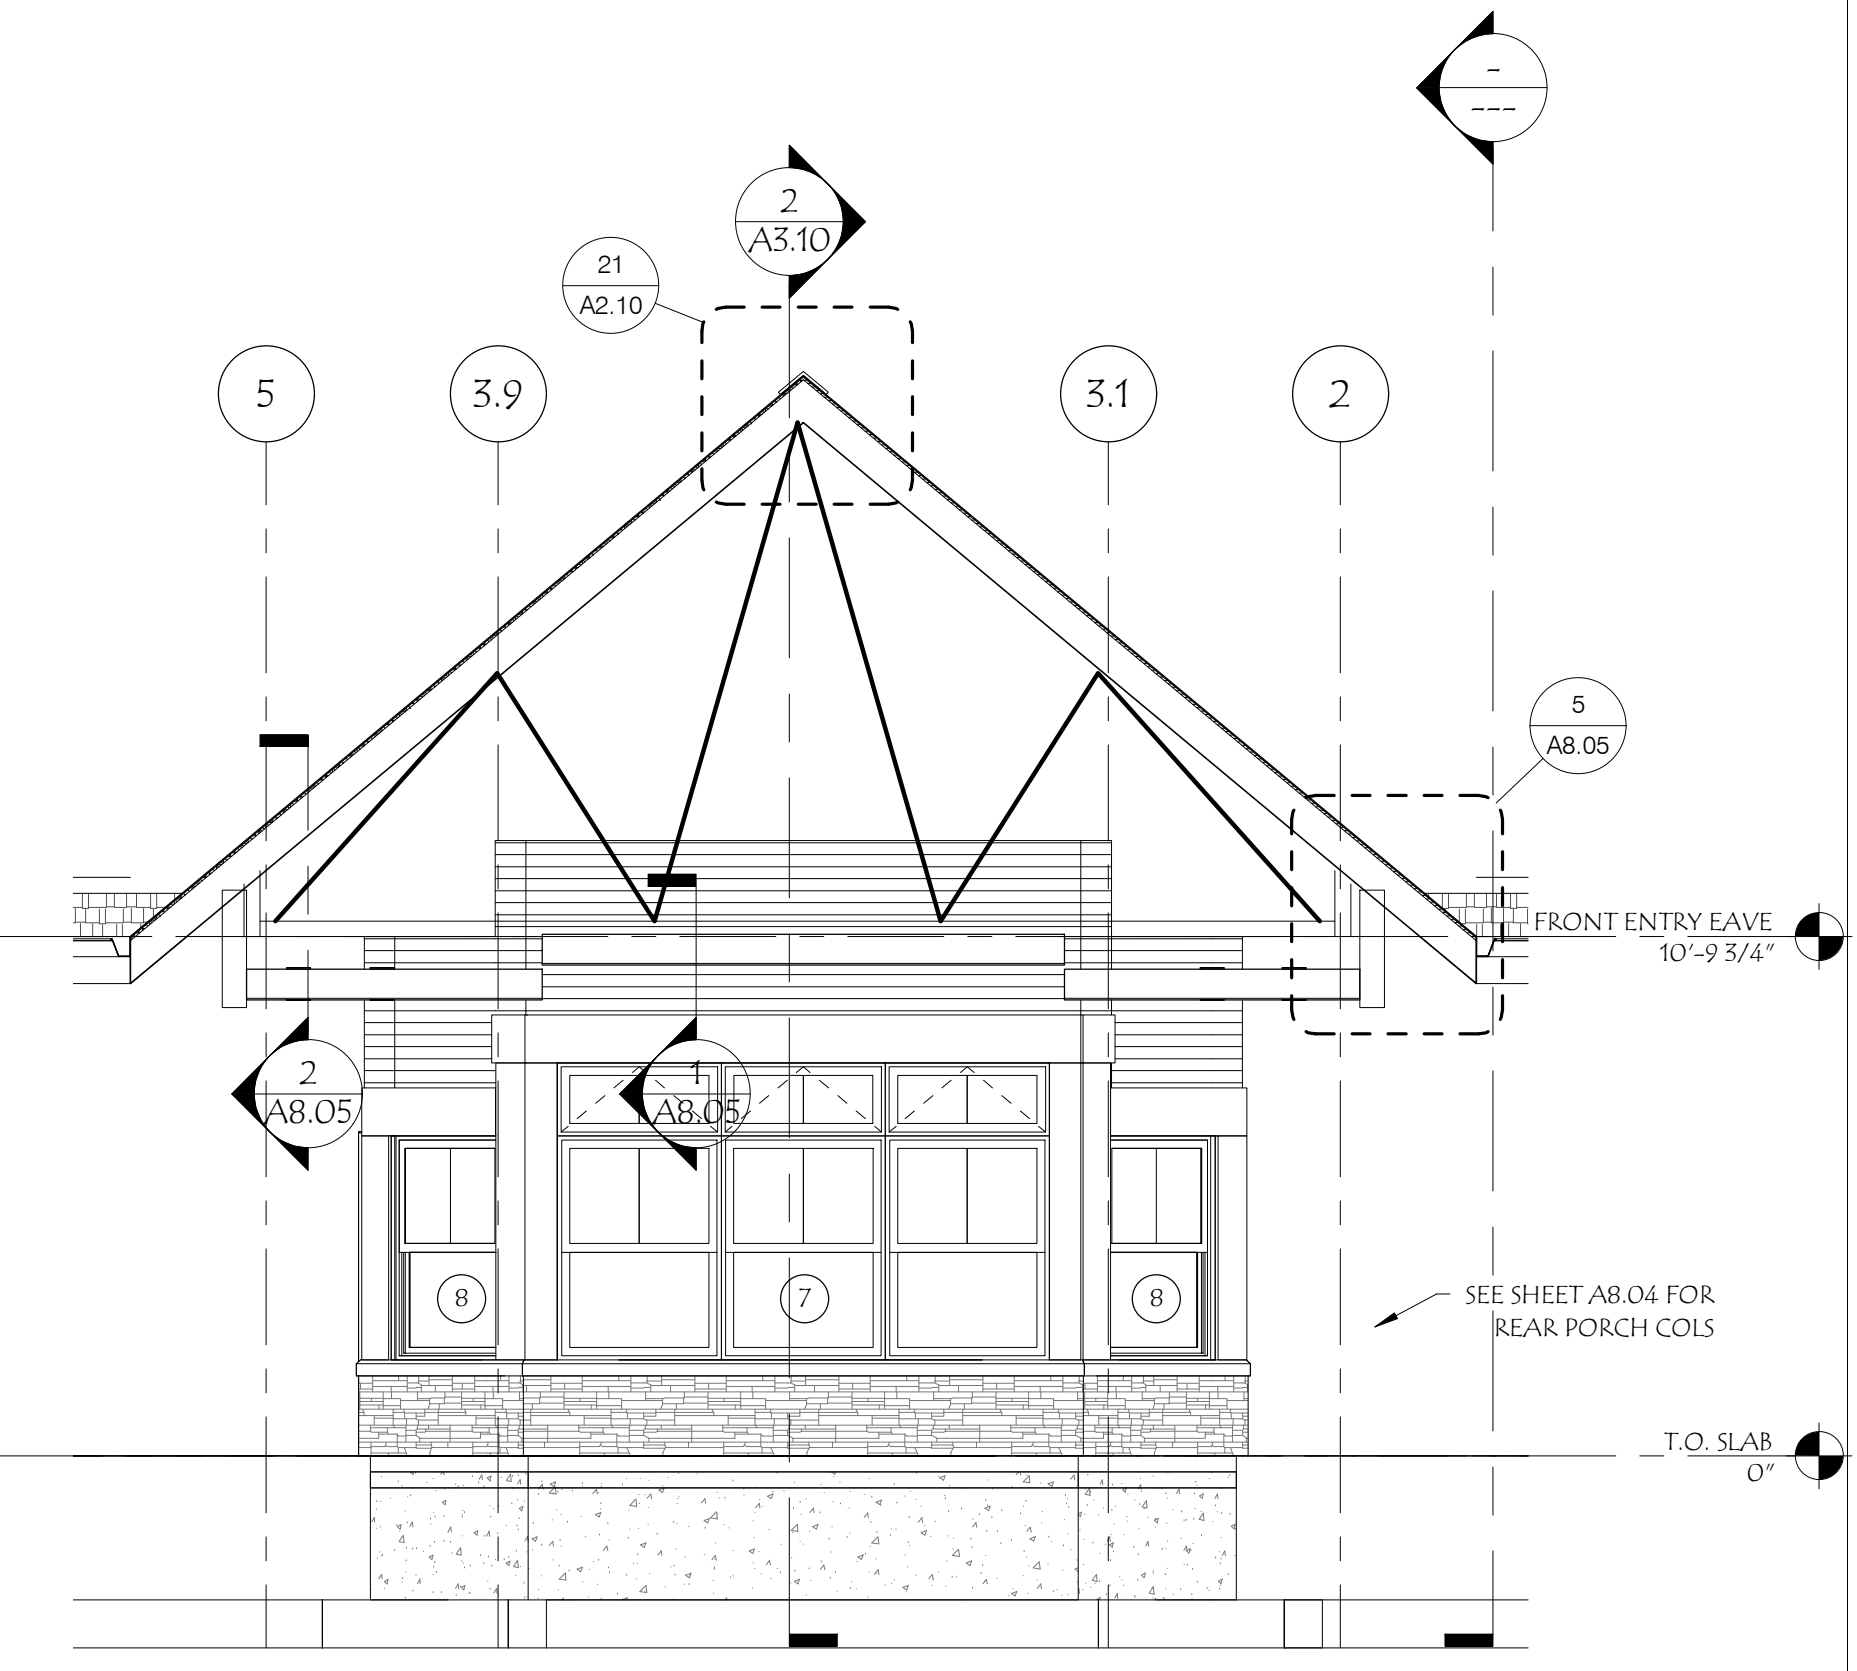 -
---
2
A3.10
21
A2.10
5
3.9
3.1
2
5
A8.05
FRONT ENTRY EAVE
10'-9 3/4"
2
A8.05
1
A8.05
8
7
8
SEE SHEET A8.04 FOR
REAR PORCH COLS
T.O. SLAB
0"